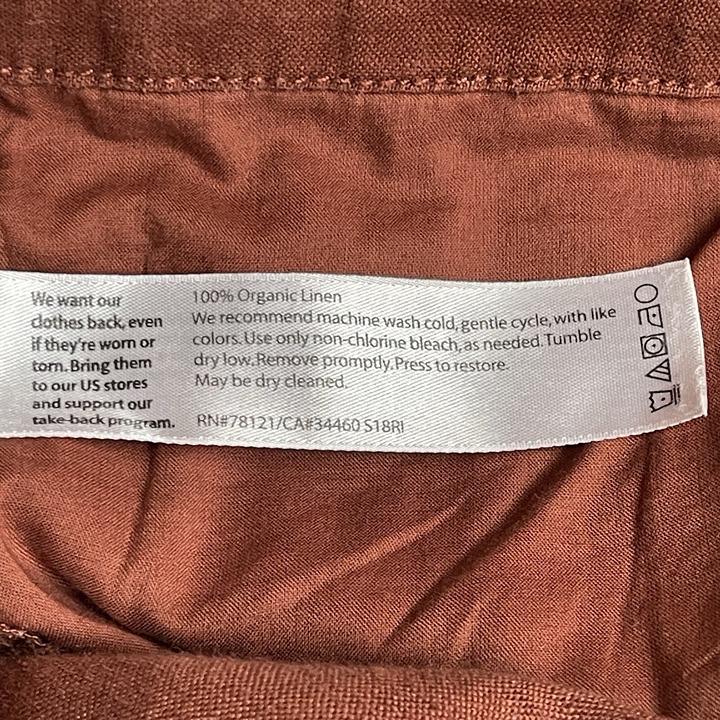 We want our
clothes back, even
if they're worn or
torn. Bring them
to our US stores
and support our
take-back program.
100% Organic Linen
We recommend machine wash cold, gentle cycle, with like
colors. Use only non-chlorine bleach, as needed. Tumble
dry low. Remove promptly. Press to restore.
May be dry cleaned.
RN#78121/CA#34460 S18RI